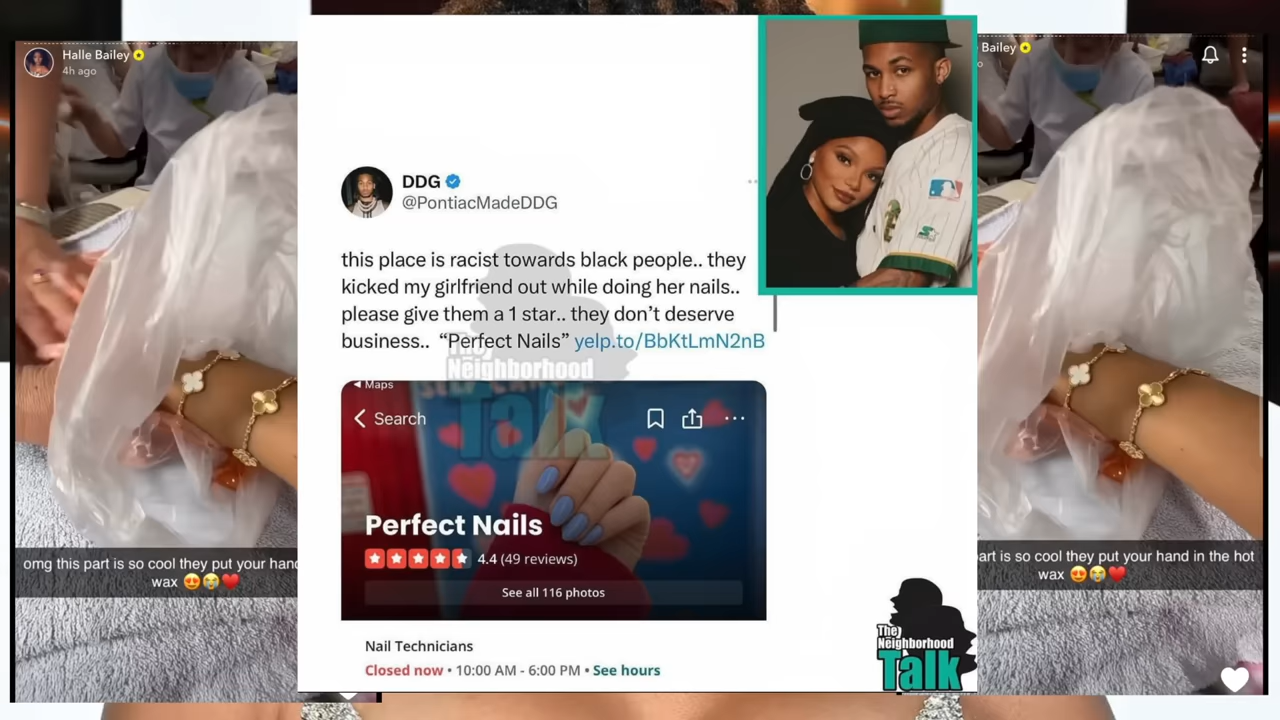 Halle Bailey
4h ago
omg this part is so cool they put your hand
wax 😍😭♥️
DDG
@PontiacMadeDDG
this place is racist towards black people.. they
kicked my girlfriend out while doing her nails..
please give them a 1 star.. they don’t deserve
business.. “Perfect Nails” yelp.to/BbKtLmN2nB
The
Neighborhood
Talk
Maps
Search
Perfect Nails
4.4 (49 reviews)
See all 116 photos
Nail Technicians
Closed now • 10:00 AM - 6:00 PM • See hours
The
Neighborhood
Talk
Bailey
art is so cool they put your hand in the hot
wax 😍😭♥️